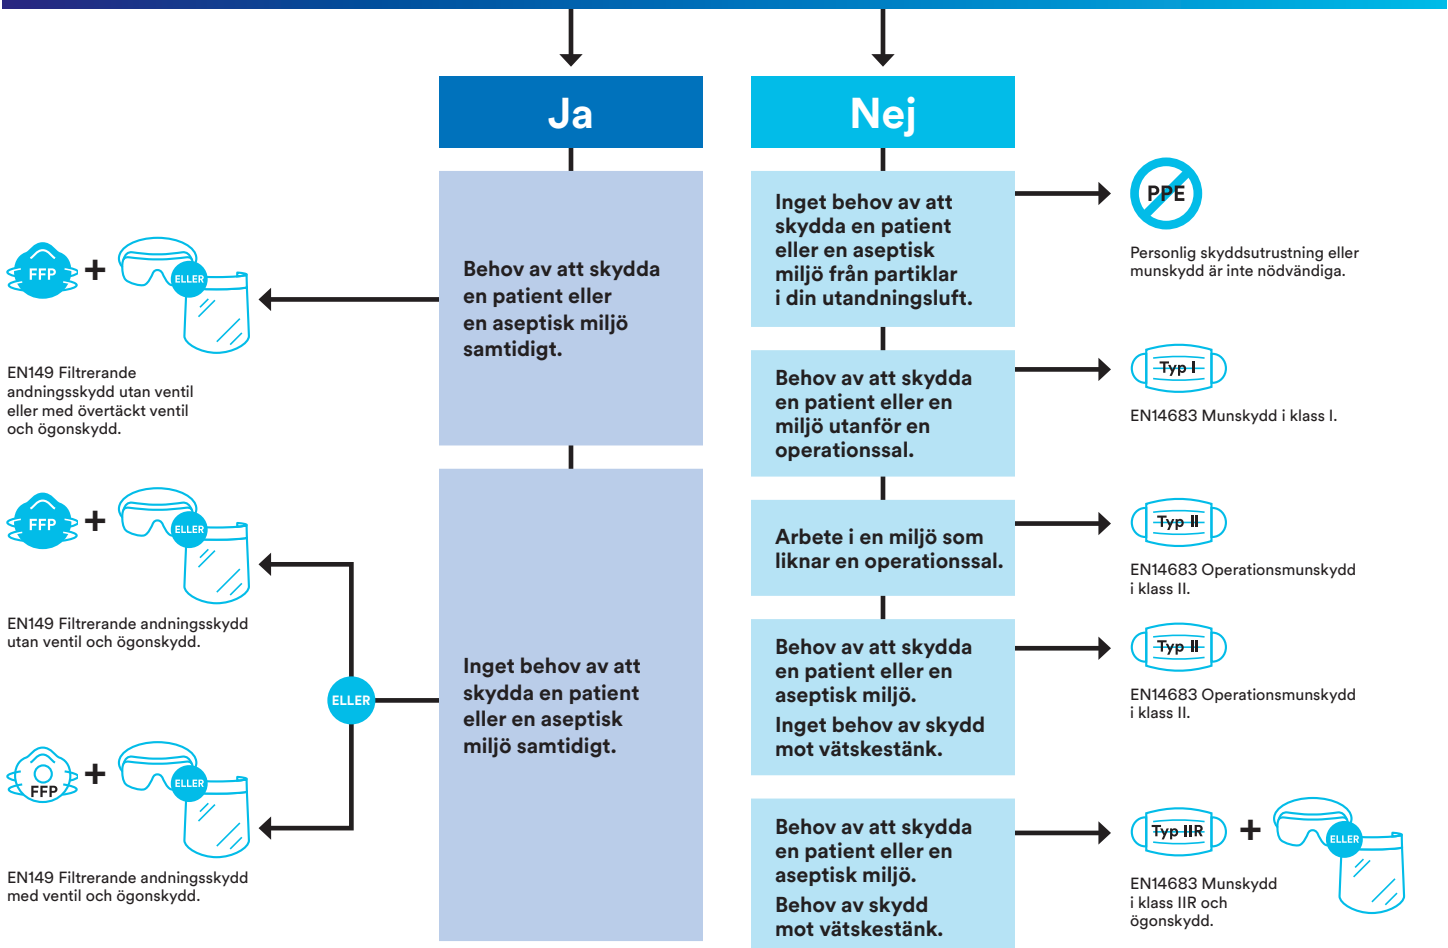 Ja
Behov av att skydda
en patient eller
en aseptisk miljö
samtidigt.
FFP
+
ELLER
EN149 Filtrerande
andningsskydd utan ventil
eller med övertäckt ventil
och ögonskydd.
Inget behov av att
skydda en patient
eller en aseptisk
miljö samtidigt.
ELLER
FFP
+
ELLER
EN149 Filtrerande andningsskydd
utan ventil och ögonskydd.
FFP
+
ELLER
EN149 Filtrerande andningsskydd
med ventil och ögonskydd.
Nej
Inget behov av att
skydda en patient
eller en aseptisk
miljö från partiklar
i din utandningsluft.
PPE
Personlig skyddsutrustning eller
munskydd är inte nödvändiga.
Behov av att skydda
en patient eller en
miljö utanför en
operationssal.
Typ I
EN14683 Munskydd i klass I.
Arbete i en miljö som
liknar en operationssal.
Typ II
EN14683 Operationsmunskydd
i klass II.
Behov av att skydda
en patient eller en
aseptisk miljö.
Inget behov av skydd
mot vätskestänk.
Typ II
EN14683 Operationsmunskydd
i klass II.
Behov av att skydda
en patient eller en
aseptisk miljö.
Behov av skydd
mot vätskestänk.
Typ IIR
+
ELLER
EN14683 Munskydd
i klass IIR och
ögonskydd.